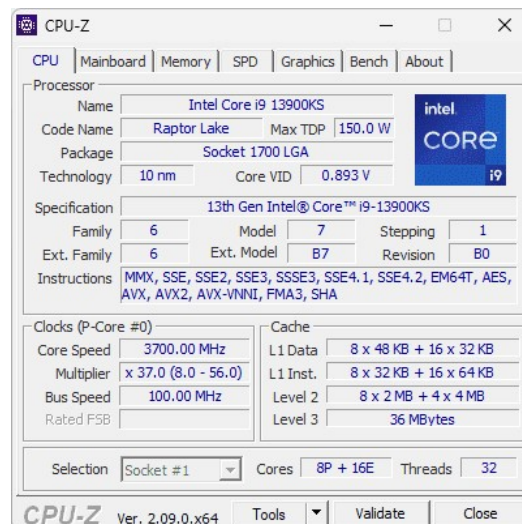 CPU-Z
CPU Mainboard Memory SPD Graphics Bench About
Processor
Name Intel Core i9 13900KS
Code Name Raptor Lake Max TDP 150.0 W
Package Socket 1700 LGA
Technology 10 nm Core VID 0.893 V
intel
CORE
i9
Specification 13th Gen Intel® Core™ i9-13900KS
Family 6 Model 7 Stepping 1
Ext. Family 6 Ext. Model B7 Revision B0
Instructions MMX, SSE, SSE2, SSE3, SSSE3, SSE4.1, SSE4.2, EM64T, AES,
AVX, AVX2, AVX-VNNI, FMA3, SHA
Clocks (P-Core #0)
Core Speed 3700.00 MHz
Multiplier x 37.0 (8.0 - 56.0)
Bus Speed 100.00 MHz
Rated FSB
Cache
L1 Data 8 x 48 KB + 16 x 32 KB
L1 Inst. 8 x 32 KB + 16 x 64 KB
Level 2 8 x 2 MB + 4 x 4 MB
Level 3 36 MBytes
Selection Socket #1 Cores 8P + 16E Threads 32
CPU-Z Ver. 2.09.0.x64 Tools Validate Close